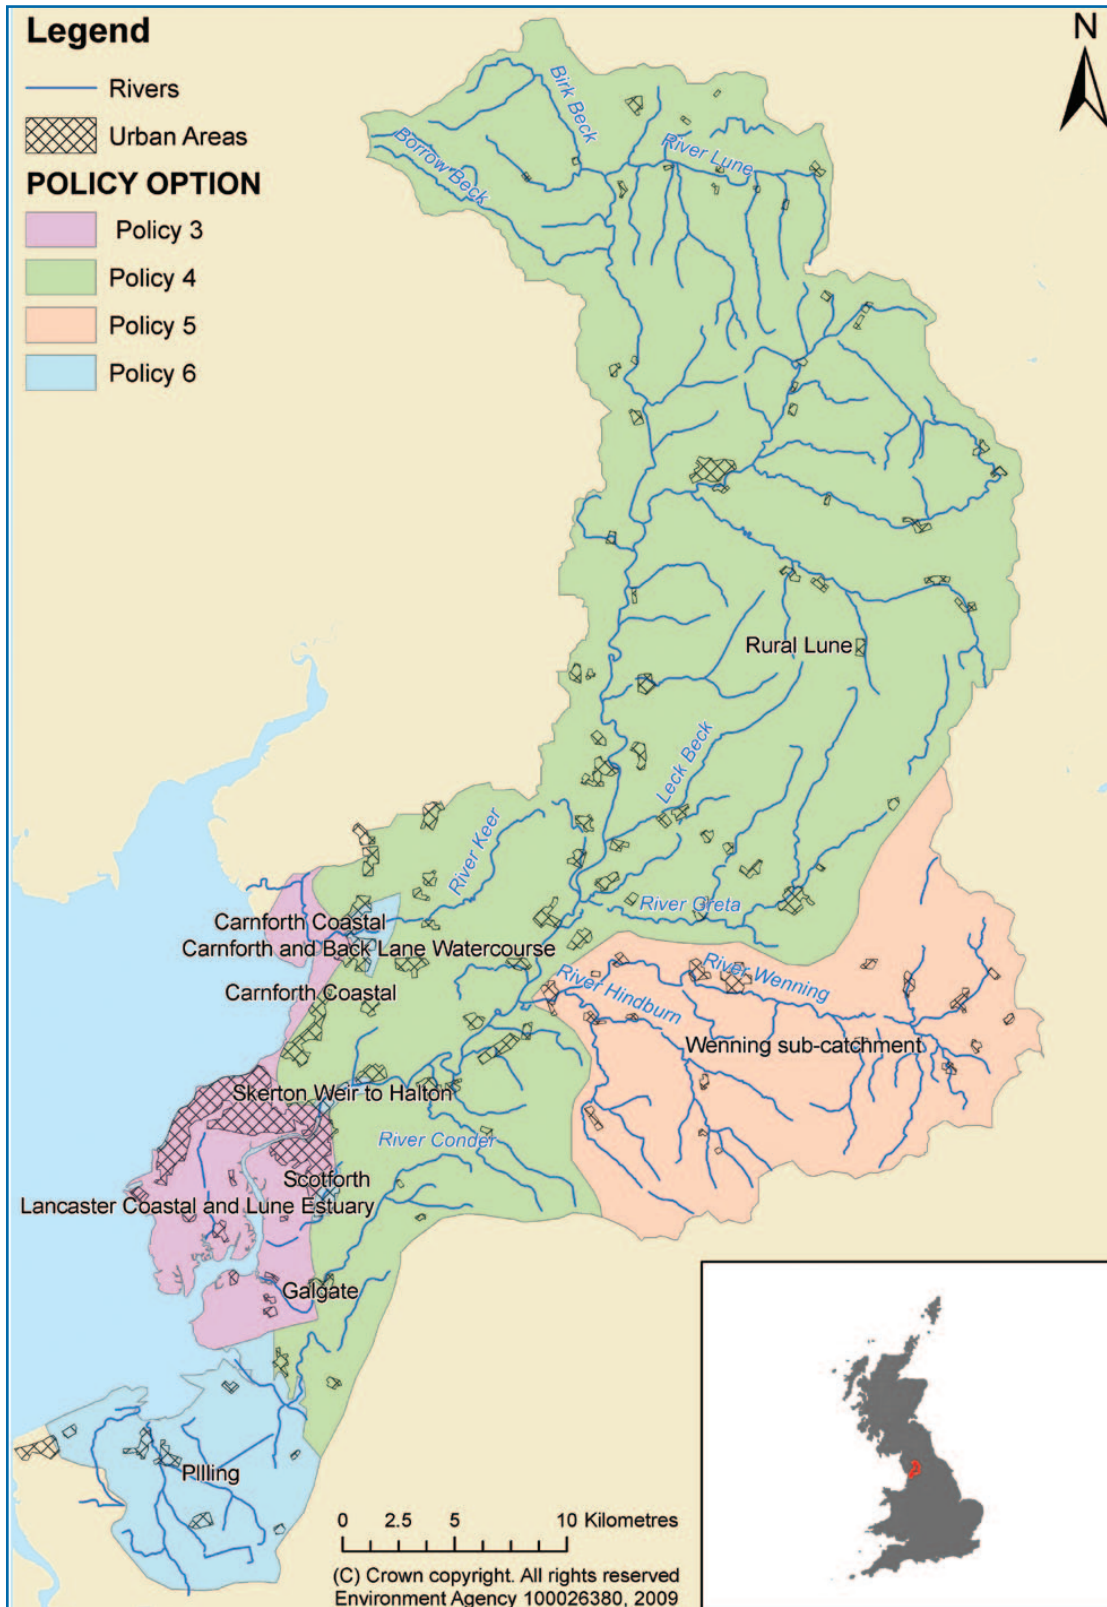 Legend
N
Rivers
Urban Areas
POLICY OPTION
Policy 3
Policy 4
Policy 5
Policy 6
Birk Beck
Borrow Beck
River Lune
Rural Lune
Leck Beck
River Keer
River Greta
Carnforth Coastal
Carnforth and Back Lane Watercourse
River Wenning
River Hindburn
Carnforth Coastal
Wenning sub-catchment
Skerton Weir to Halton
River Conder
Scotforth
Lancaster Coastal and Lune Estuary
Galgate
PIlling
0 2.5 5 10 Kilometres
(C) Crown copyright. All rights reserved
Environment Agency 100026380, 2009